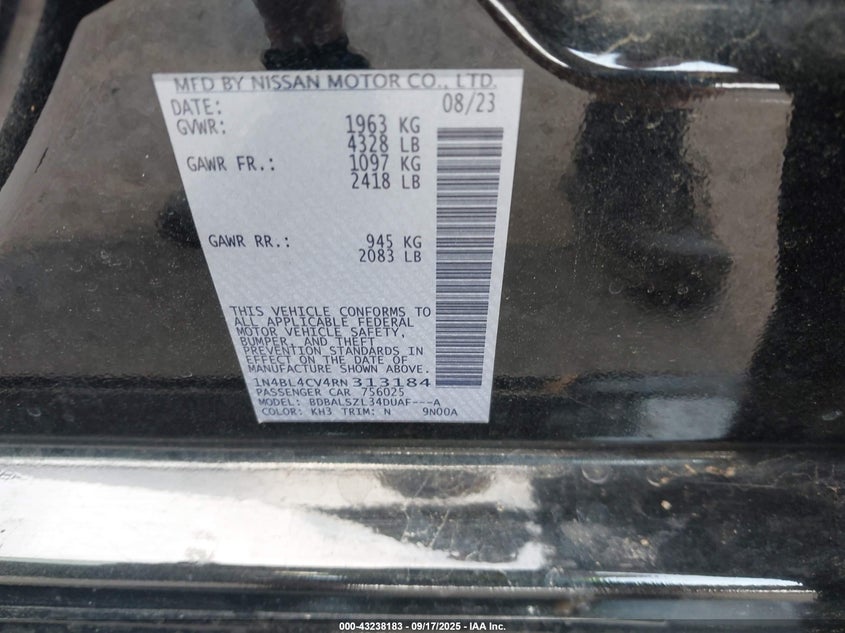 MFD BY NISSAN MOTOR CO., LTD.
DATE: 08/23
GVWR: 1963 KG
4328 LB
GAWR FR.: 1097 KG
2418 LB
GAWR RR.: 945 KG
2083 LB
THIS VEHICLE CONFORMS TO
ALL APPLICABLE FEDERAL
MOTOR VEHICLE SAFETY,
BUMPER, AND THEFT
PREVENTION STANDARDS IN
EFFECT ON THE DATE OF
MANUFACTURE SHOWN ABOVE.
1N4BL4CV4RN313184
PASSENGER CAR 756025
MODEL: BDBALSZL34DUAF---A
COLOR: KH3 TRIM: N 9N00A
000-43238183 - 09/17/2025 - IAA Inc.